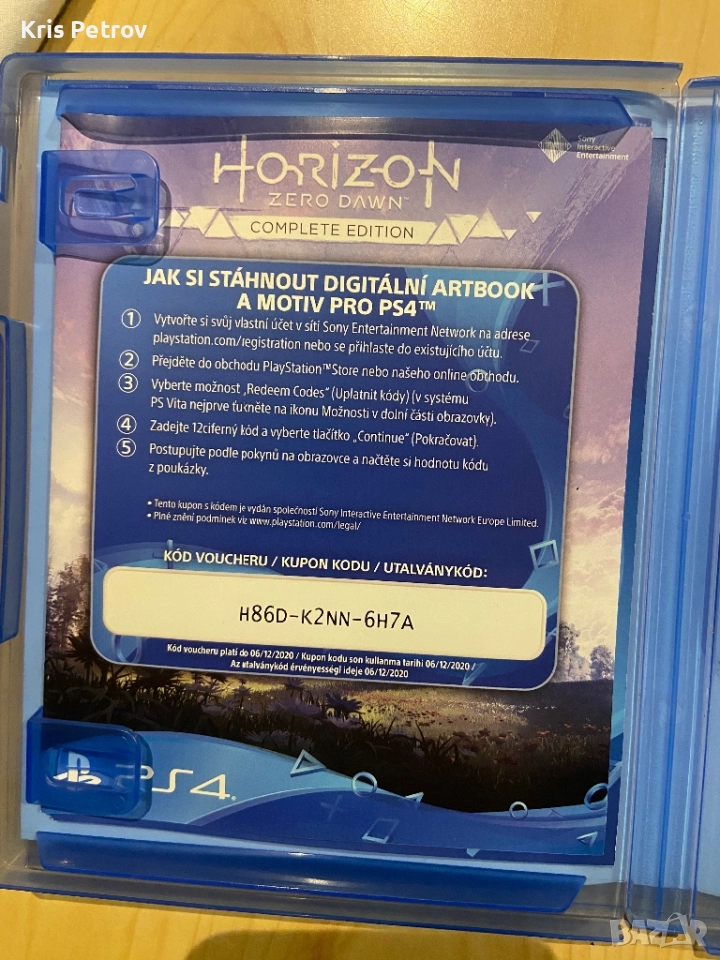 Kris Petrov
HORIZON
ZERO DAWN™
COMPLETE EDITION
Sony
Interactive
Entertainment
JAK SI STÁHNOUT DIGITÁLNÍ ARTBOOK
A MOTIV PRO PS4™
1 Vytvořte si svůj vlastní účet v síti Sony Entertainment Network na adrese
playstation.com/registration nebo se přihlaste do existujícího účtu.
2 Přejděte do obchodu PlayStation™Store nebo našeho online obchodu.
3 Vyberte možnost „Redeem Codes“ (Uplatnit kódy) (v systému
PS Vita nejprve ťukněte na ikonu Možnosti v dolní části obrazovky).
4 Zadejte 12ciferný kód a vyberte tlačítko „Continue“ (Pokračovat).
5 Postupujte podle pokynů na obrazovce a načtěte si hodnotu kódu
z poukázky.
• Tento kupon s kódem je vydán společností Sony Interactive Entertainment Network Europe Limited.
• Plné znění podmínek viz www.playstation.com/legal/
KÓD VOUCHERU / KUPON KODU / UTALVÁNYKÓD:
H86D-K2NN-6H7A
Kód voucheru platí do 06/12/2020 / Kupon kodu son kullanma tarihi 06/12/2020 /
Az utalványkód érvényességi ideje 06/12/2020
PS4
BAZAR